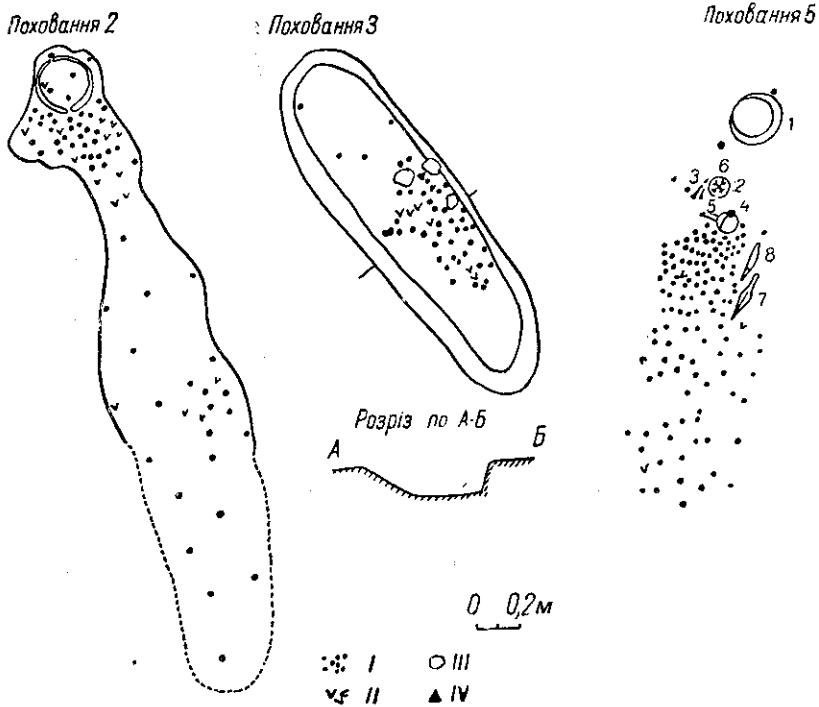 Поховання 2
Поховання 3
Поховання 5
1
6
3
2
5
4
8
7
Розріз по А-Б
А
Б
0 0,2м
I
III
II
IV